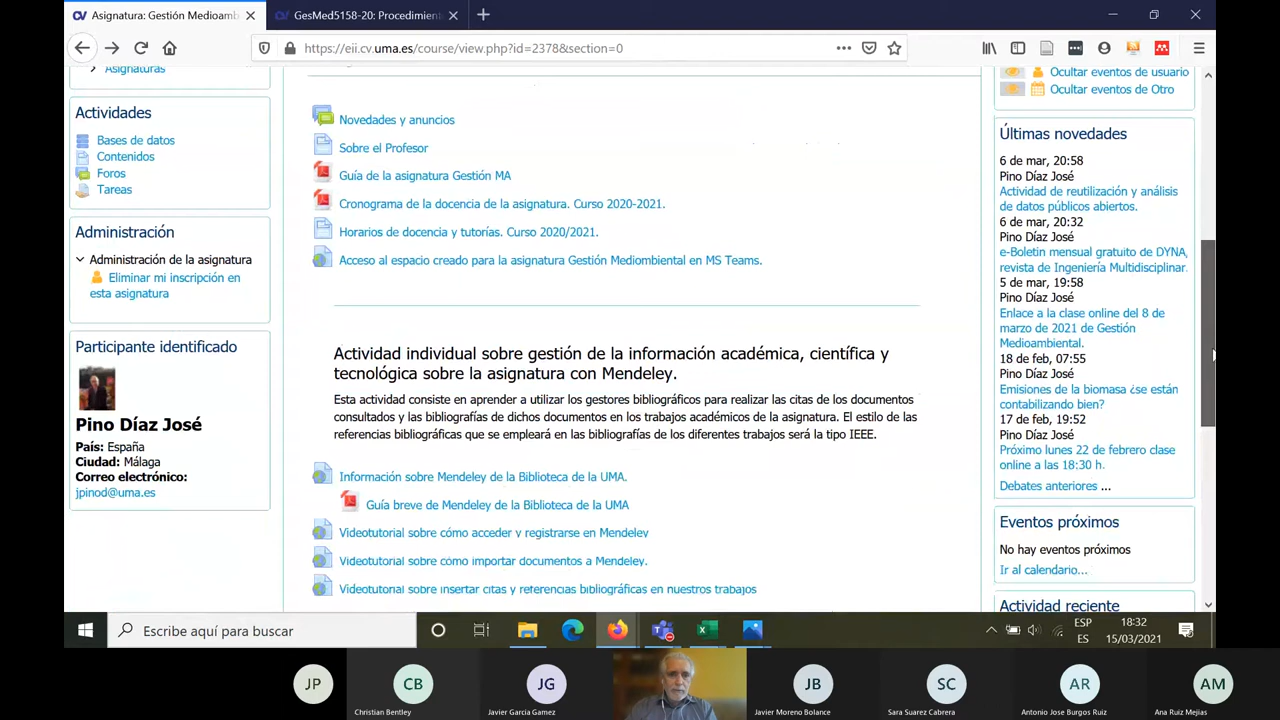 Asignatura: Gestión Medioamb
GesMed5158-20: Procedimient
https://eii.cv.uma.es/course/view.php?id=2378&section=0
Asignaturas
Actividades
Bases de datos
Contenidos
Foros
Tareas
Administración
Administración de la asignatura
Eliminar mi inscripción en
esta asignatura
Participante identificado
Pino Díaz José
País: España
Ciudad: Málaga
Correo electrónico:
jpinod@uma.es
Novedades y anuncios
Sobre el Profesor
Guía de la asignatura Gestión MA
Cronograma de la docencia de la asignatura. Curso 2020-2021.
Horarios de docencia y tutorías. Curso 2020/2021.
Acceso al espacio creado para la asignatura Gestión Mediombiental en MS Teams.
Actividad individual sobre gestión de la información académica, científica y
tecnológica sobre la asignatura con Mendeley.
Esta actividad consiste en aprender a utilizar los gestores bibliográficos para realizar las citas de los documentos
consultados y las bibliografías de dichos documentos en los trabajos académicos de la asignatura. El estilo de las
referencias bibliográficas que se empleará en las bibliografías de los diferentes trabajos será la tipo IEEE.
Información sobre Mendeley de la Biblioteca de la UMA.
Guía breve de Mendeley de la Biblioteca de la UMA
Videotutorial sobre cómo acceder y registrarse en Mendeley
Videotutorial sobre cómo importar documentos a Mendeley.
Videotutorial sobre insertar citas y referencias bibliográficas en nuestros trabajos
Ocultar eventos de usuario
Ocultar eventos de Otro
Últimas novedades
6 de mar, 20:58
Pino Díaz José
Actividad de reutilización y análisis
de datos públicos abiertos.
6 de mar, 20:32
Pino Díaz José
e-Boletin mensual gratuito de DYNA,
revista de Ingeniería Multidisciplinar.
5 de mar, 19:58
Pino Díaz José
Enlace a la clase online del 8 de
marzo de 2021 de Gestión
Medioambiental.
18 de feb, 07:55
Pino Díaz José
Emisiones de la biomasa ¿se están
contabilizando bien?
17 de feb, 19:52
Pino Díaz José
Próximo lunes 22 de febrero clase
online a las 18:30 h.
Debates anteriores ...
Eventos próximos
No hay eventos próximos
Ir al calendario...
Actividad reciente
Escribe aquí para buscar
ESP
ES
18:32
15/03/2021
JP
CB
Christian Bentley
JG
Javier García Gamez
JB
Javier Moreno Bolance
SC
Sara Suarez Cabrera
AR
Antonio Jose Burgos Ruiz
AM
Ana Ruiz Mejias